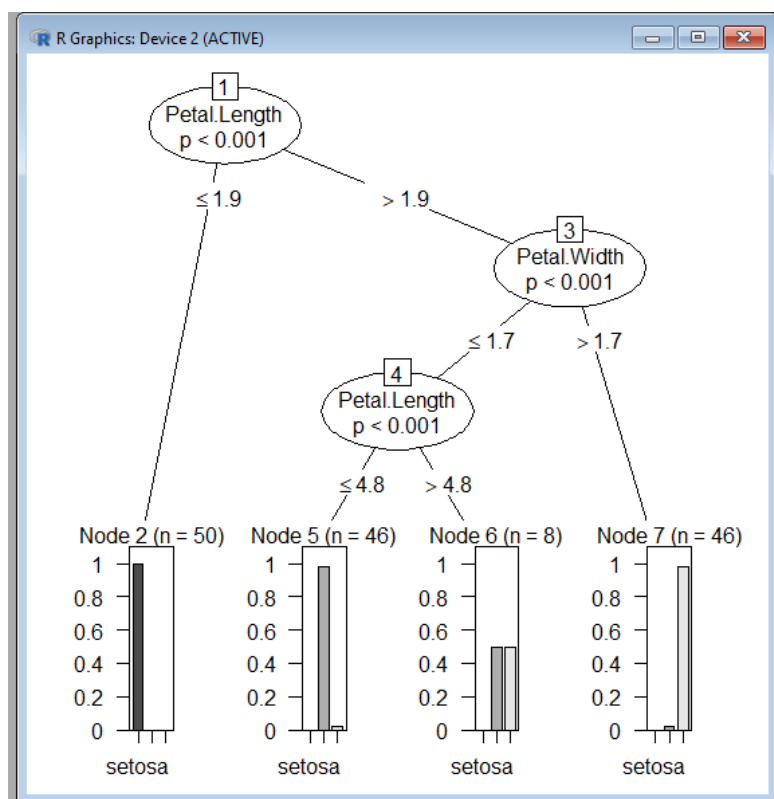 R Graphics: Device 2 (ACTIVE)
1
Petal.Length
p < 0.001
≤ 1.9
> 1.9
3
Petal.Width
p < 0.001
≤ 1.7
> 1.7
4
Petal.Length
p < 0.001
≤ 4.8
> 4.8
Node 2 (n = 50)
1
0.8
0.6
0.4
0.2
0
setosa
Node 5 (n = 46)
1
0.8
0.6
0.4
0.2
0
setosa
Node 6 (n = 8)
1
0.8
0.6
0.4
0.2
0
setosa
Node 7 (n = 46)
1
0.8
0.6
0.4
0.2
0
setosa